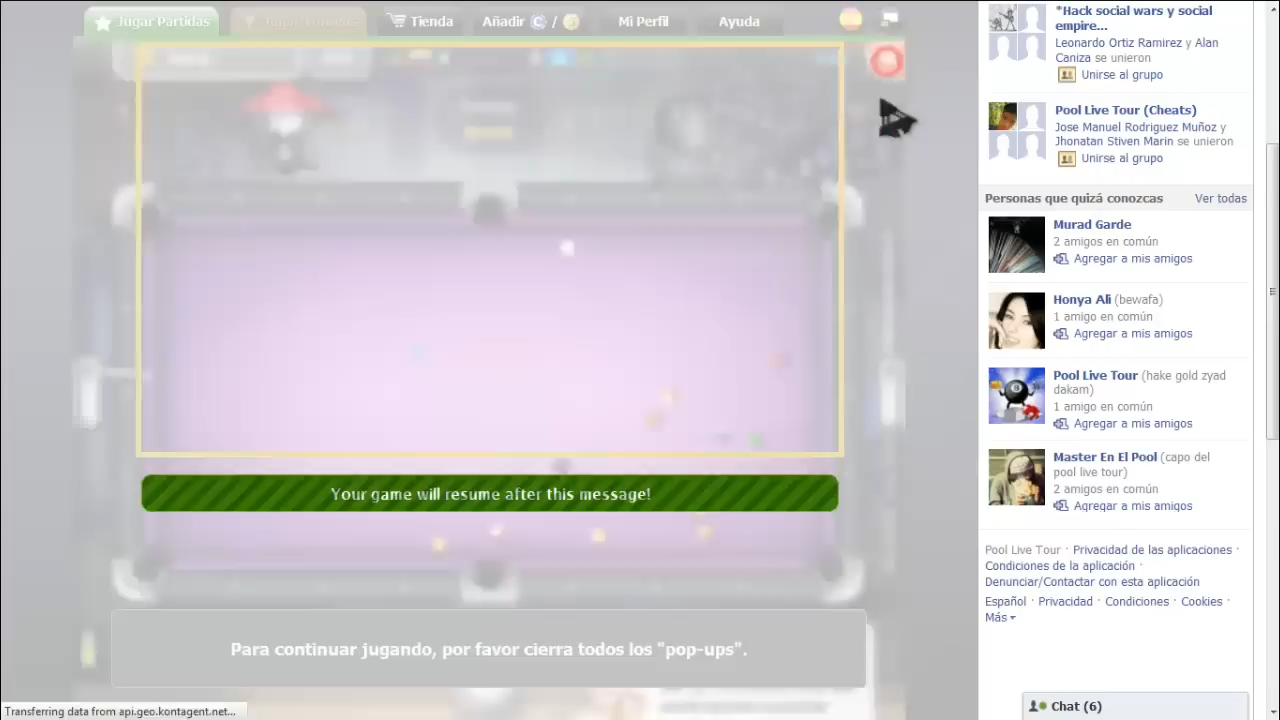 Jugar Partidas
Tienda
Añadir C /
Mi Perfil
Ayuda
Your game will resume after this message!
Para continuar jugando, por favor cierra todos los "pop-ups".
Transferring data from api.geo.kontagent.net...
*Hack social wars y social
empire...
Leonardo Ortiz Ramirez y Alan
Caniza se unieron
Unirse al grupo
Pool Live Tour (Cheats)
Jose Manuel Rodriguez Muñoz y
Jhonatan Stiven Marin se unieron
Unirse al grupo
Personas que quizá conozcas Ver todas
Murad Garde
2 amigos en común
Agregar a mis amigos
Honya Ali (bewafa)
1 amigo en común
Agregar a mis amigos
Pool Live Tour (hake gold zyad
dakam)
1 amigo en común
Agregar a mis amigos
Master En El Pool (capo del
pool live tour)
2 amigos en común
Agregar a mis amigos
Pool Live Tour · Privacidad de las aplicaciones ·
Condiciones de la aplicación ·
Denunciar/Contactar con esta aplicación
Español · Privacidad · Condiciones · Cookies ·
Más
Chat (6)